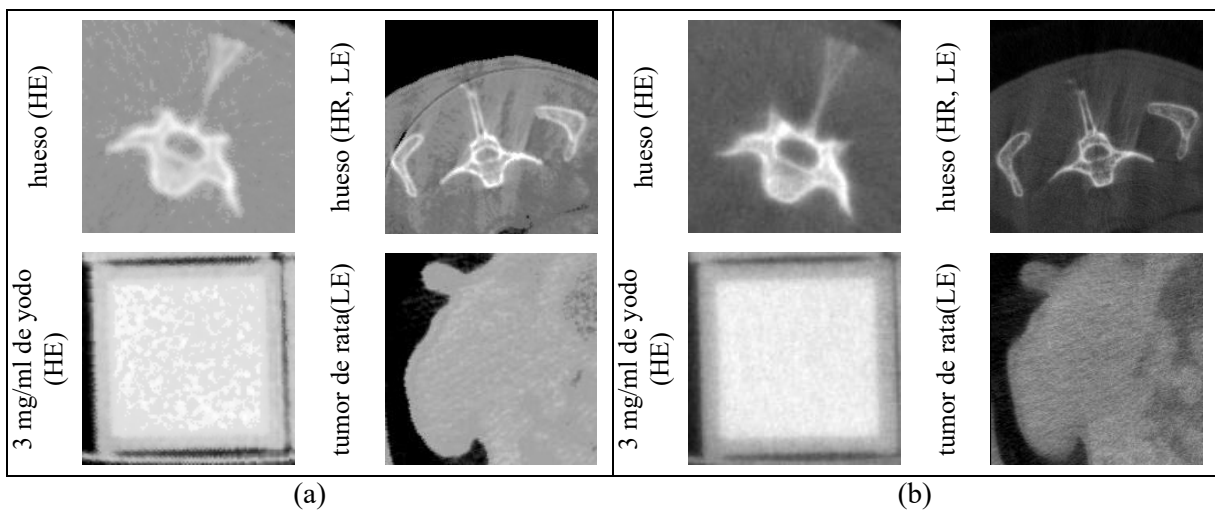 hueso (HE)
hueso (HR, LE)
3 mg/ml de yodo
(HE)
tumor de rata(LE)
hueso (HE)
hueso (HR, LE)
3 mg/ml de yodo
(HE)
tumor de rata(LE)
(a)
(b)